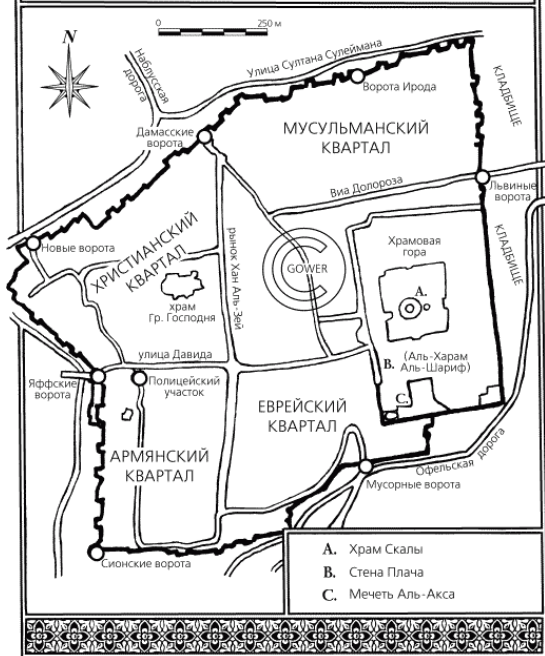 N
0
250 м
Наблусская
дорога
Улица Султана Сулеймана
Ворота Ирода
КЛАДБИЩЕ
Дамасские
ворота
МУСУЛЬМАНСКИЙ
КВАРТАЛ
Львиные
ворота
Виа Долороза
Новые ворота
ХРИСТИАНСКИЙ
КВАРТАЛ
рынок Хан Аль-Зей
GOWER
Храмовая
гора
КЛАДБИЩЕ
A.
храм
Гр. Господня
улица Давида
B.
(Аль-Харам
Аль-Шариф)
Яффские
ворота
Полицейский
участок
C.
ЕВРЕЙСКИЙ
КВАРТАЛ
АРМЯНСКИЙ
КВАРТАЛ
Офельская дорога
Мусорные ворота
Сионские ворота
A. Храм Скалы
B. Стена Плача
C. Мечеть Аль-Акса